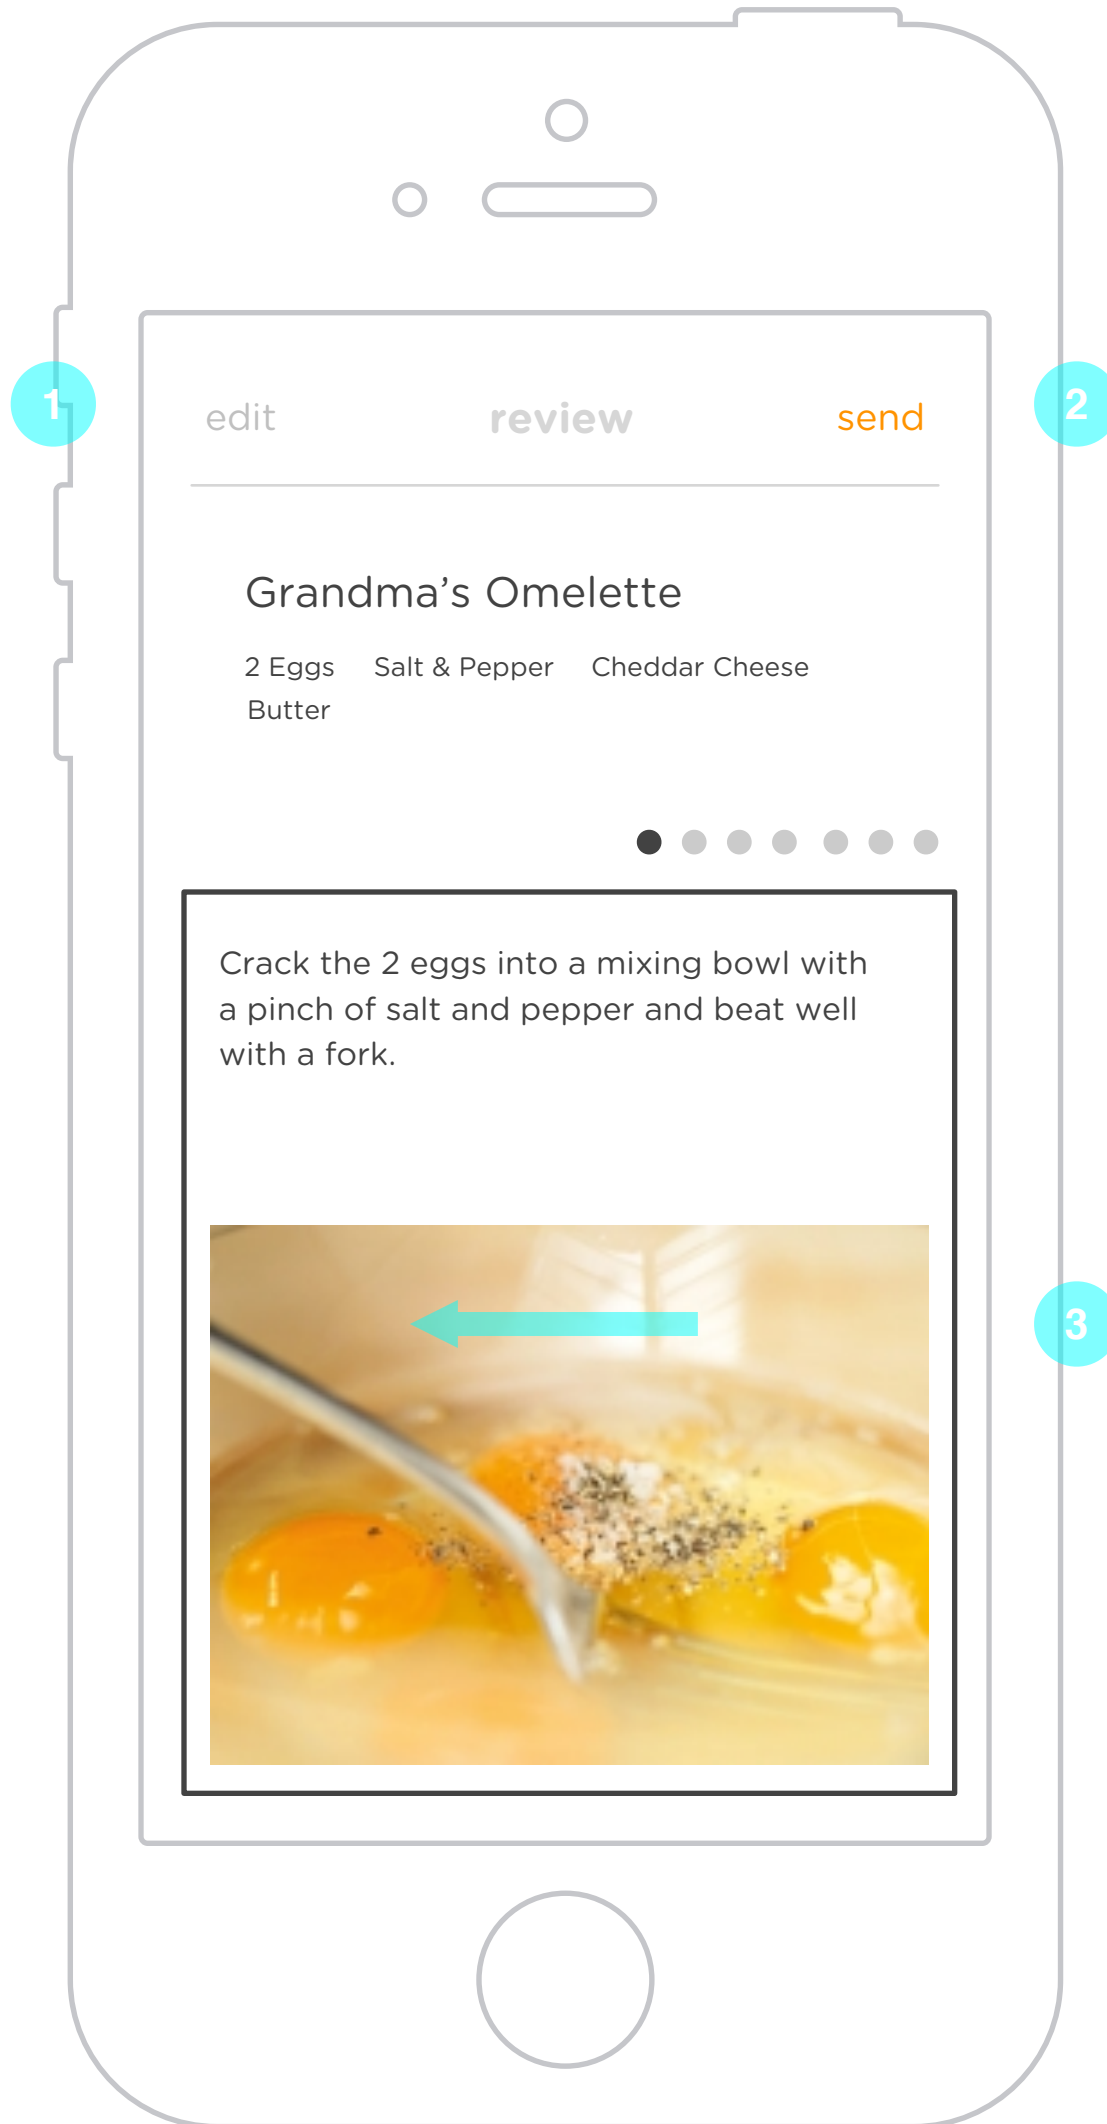 1 edit review send 2
Grandma's Omelette
2 Eggs Salt & Pepper Cheddar Cheese
Butter
Crack the 2 eggs into a mixing bowl with
a pinch of salt and pepper and beat well
with a fork.
3